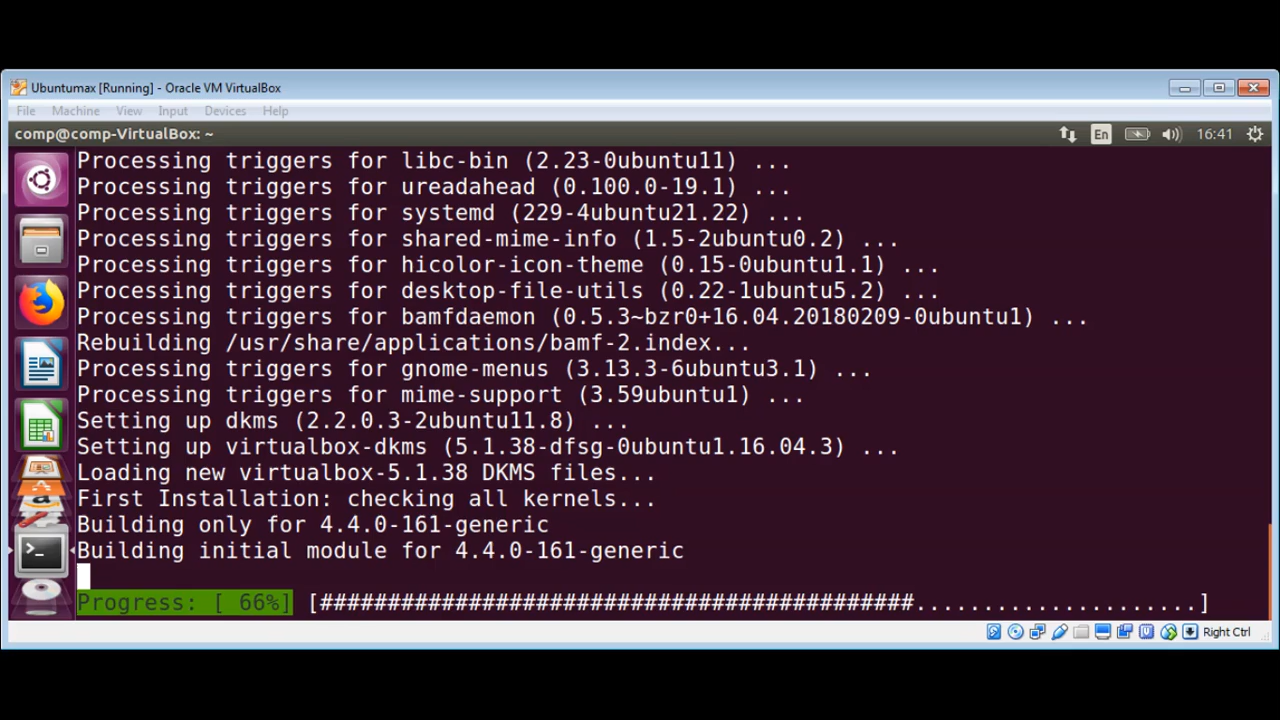 Ubuntumax [Running] - Oracle VM VirtualBox
File Machine View Input Devices Help
comp@comp-VirtualBox: ~ En 16:41
Processing triggers for libc-bin (2.23-0ubuntu11) ...
Processing triggers for ureadahead (0.100.0-19.1) ...
Processing triggers for systemd (229-4ubuntu21.22) ...
Processing triggers for shared-mime-info (1.5-2ubuntu0.2) ...
Processing triggers for hicolor-icon-theme (0.15-0ubuntu1.1) ...
Processing triggers for desktop-file-utils (0.22-1ubuntu5.2) ...
Processing triggers for bamfdaemon (0.5.3~bzr0+16.04.20180209-0ubuntu1) ...
Rebuilding /usr/share/applications/bamf-2.index...
Processing triggers for gnome-menus (3.13.3-6ubuntu3.1) ...
Processing triggers for mime-support (3.59ubuntu1) ...
Setting up dkms (2.2.0.3-2ubuntu11.8) ...
Setting up virtualbox-dkms (5.1.38-dfsg-0ubuntu1.16.04.3) ...
Loading new virtualbox-5.1.38 DKMS files...
First Installation: checking all kernels...
Building only for 4.4.0-161-generic
Building initial module for 4.4.0-161-generic
Progress: [ 66%] [############################################.....................]
Right Ctrl